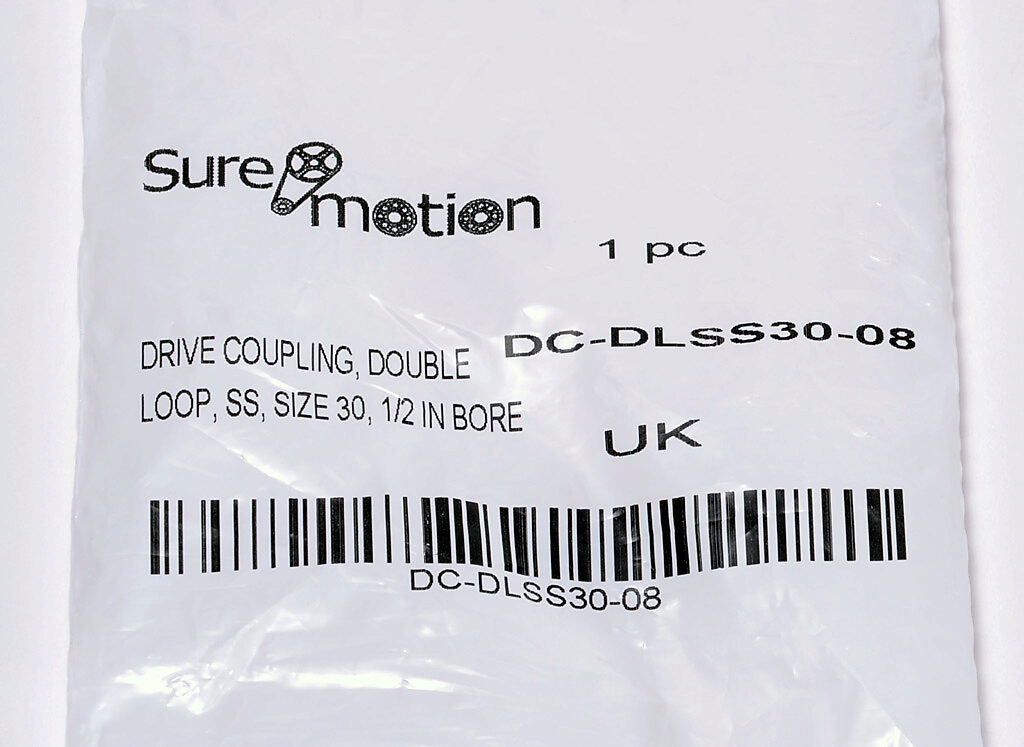 Sure motion
1 pc
DRIVE COUPLING, DOUBLE
LOOP, SS, SIZE 30, 1/2 IN BORE
DC-DLSS30-08
UK
DC-DLSS30-08